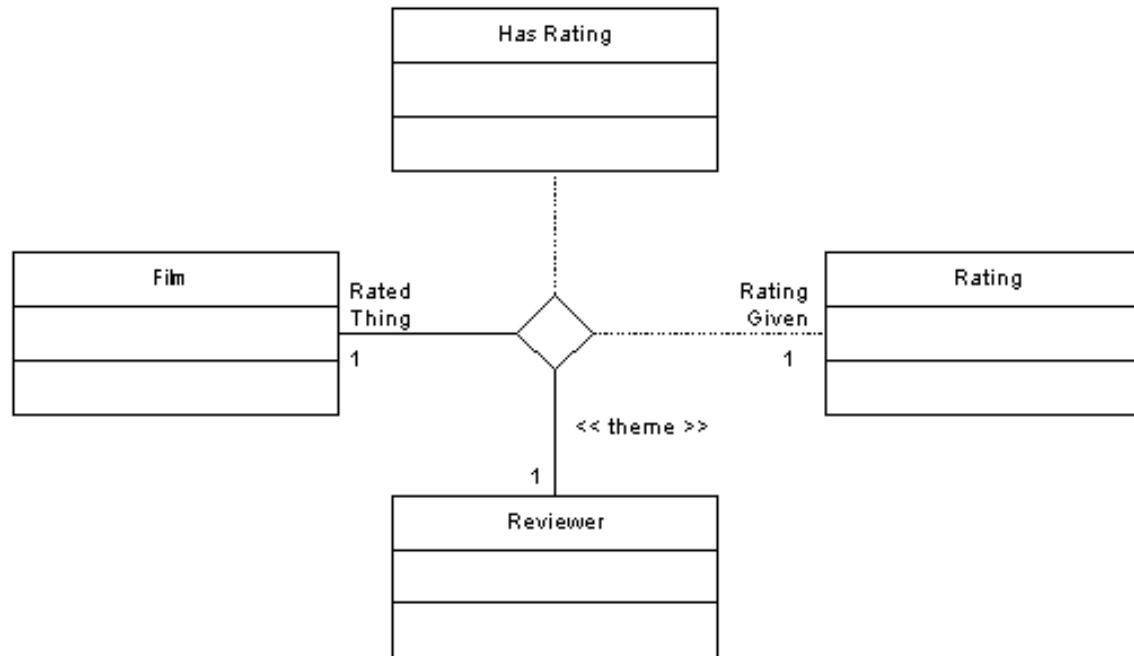 Has Rating
Film
Rated
Thing
1
Rating
Given
1
Rating
<< theme >>
1
Reviewer